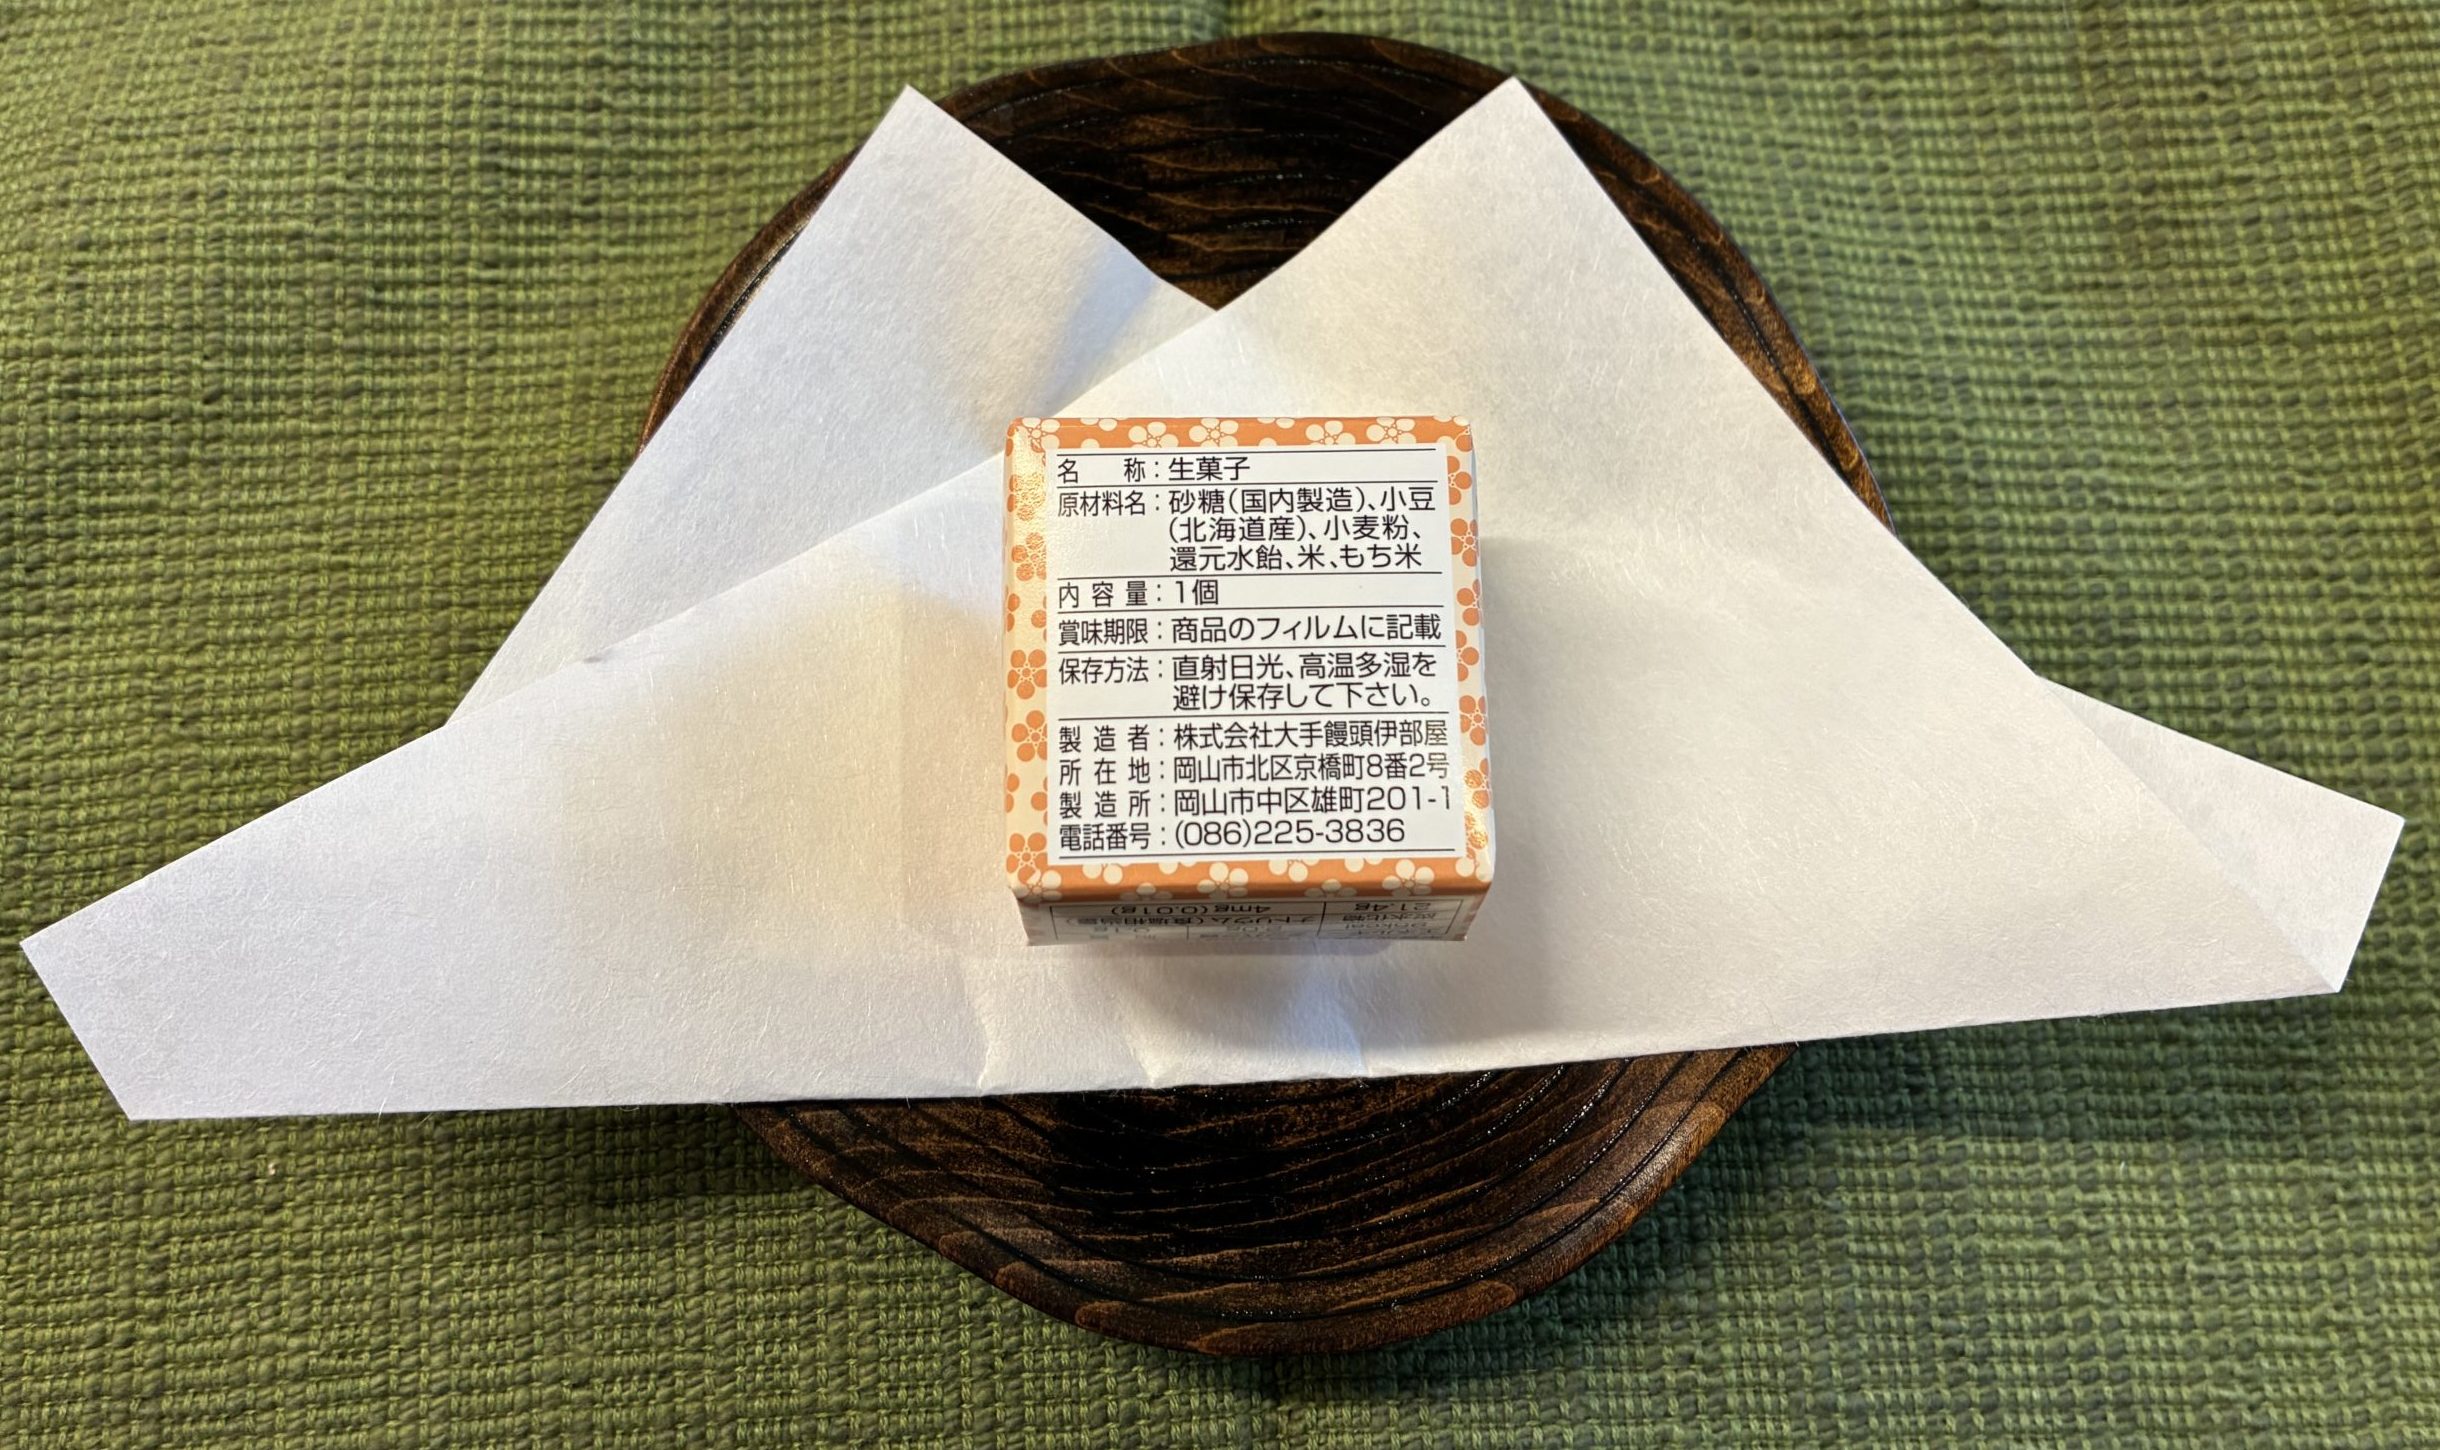 名称：生菓子
原材料名：砂糖(国内製造)、小豆
(北海道産)、小麦粉、
還元水飴、米、もち米
内容量：1個
賞味期限：商品のフィルムに記載
保存方法：直射日光、高温多湿を
避け保存して下さい。
製造者：株式会社大手饅頭伊部屋
所在地：岡山市北区京橋町8番2号
製造所：岡山市中区雄町201-1
電話番号：(086)225-3836
21.4g 4mg(0.01g)